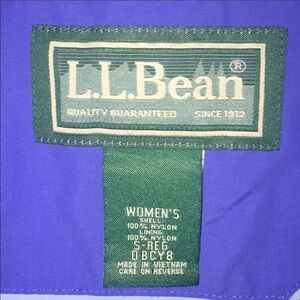 L.L.Bean®
QUALITY GUARANTEED SINCE 1912
WOMEN'S
SHELL:
100% NYLON
LINING:
100% NYLON
S-REG
0BCY8
MADE IN VIETNAM
CARE ON REVERSE